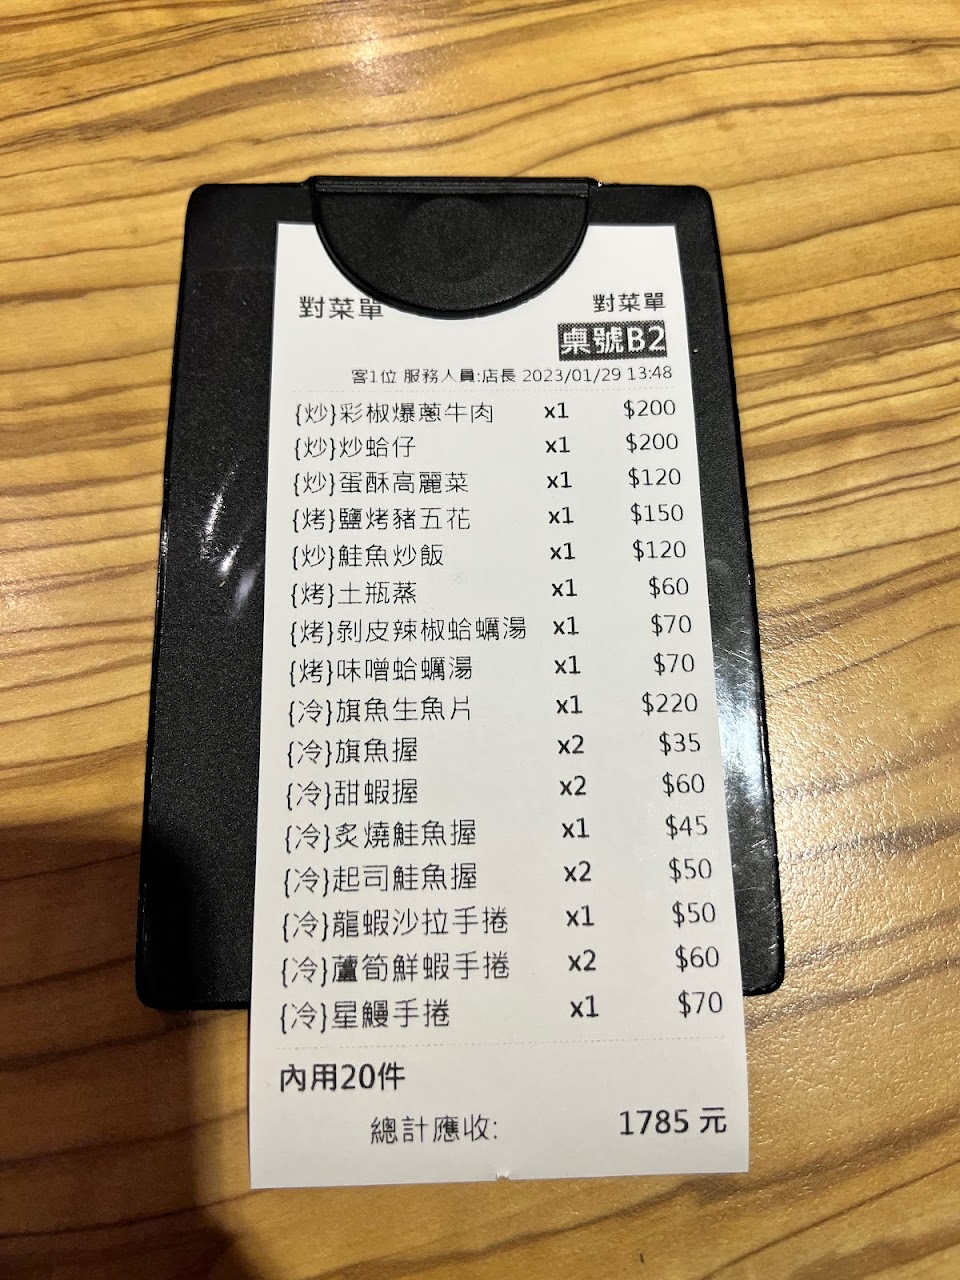 對菜單 對菜單
桌號B2
客1位 服務人員:店長 2023/01/29 13:48
{炒}彩椒爆蔥牛肉 x1 $200
{炒}炒蛤仔 x1 $200
{炒}蛋酥高麗菜 x1 $120
{烤}鹽烤豬五花 x1 $150
{炒}鮭魚炒飯 x1 $120
{烤}土瓶蒸 x1 $60
{烤}剝皮辣椒蛤蠣湯 x1 $70
{烤}味噌蛤蠣湯 x1 $70
{冷}旗魚生魚片 x1 $220
{冷}旗魚握 x2 $35
{冷}甜蝦握 x2 $60
{冷}炙燒鮭魚握 x1 $45
{冷}起司鮭魚握 x2 $50
{冷}龍蝦沙拉手捲 x1 $50
{冷}蘆筍鮮蝦手捲 x2 $60
{冷}星鰻手捲 x1 $70
內用20件
總計應收: 1785 元